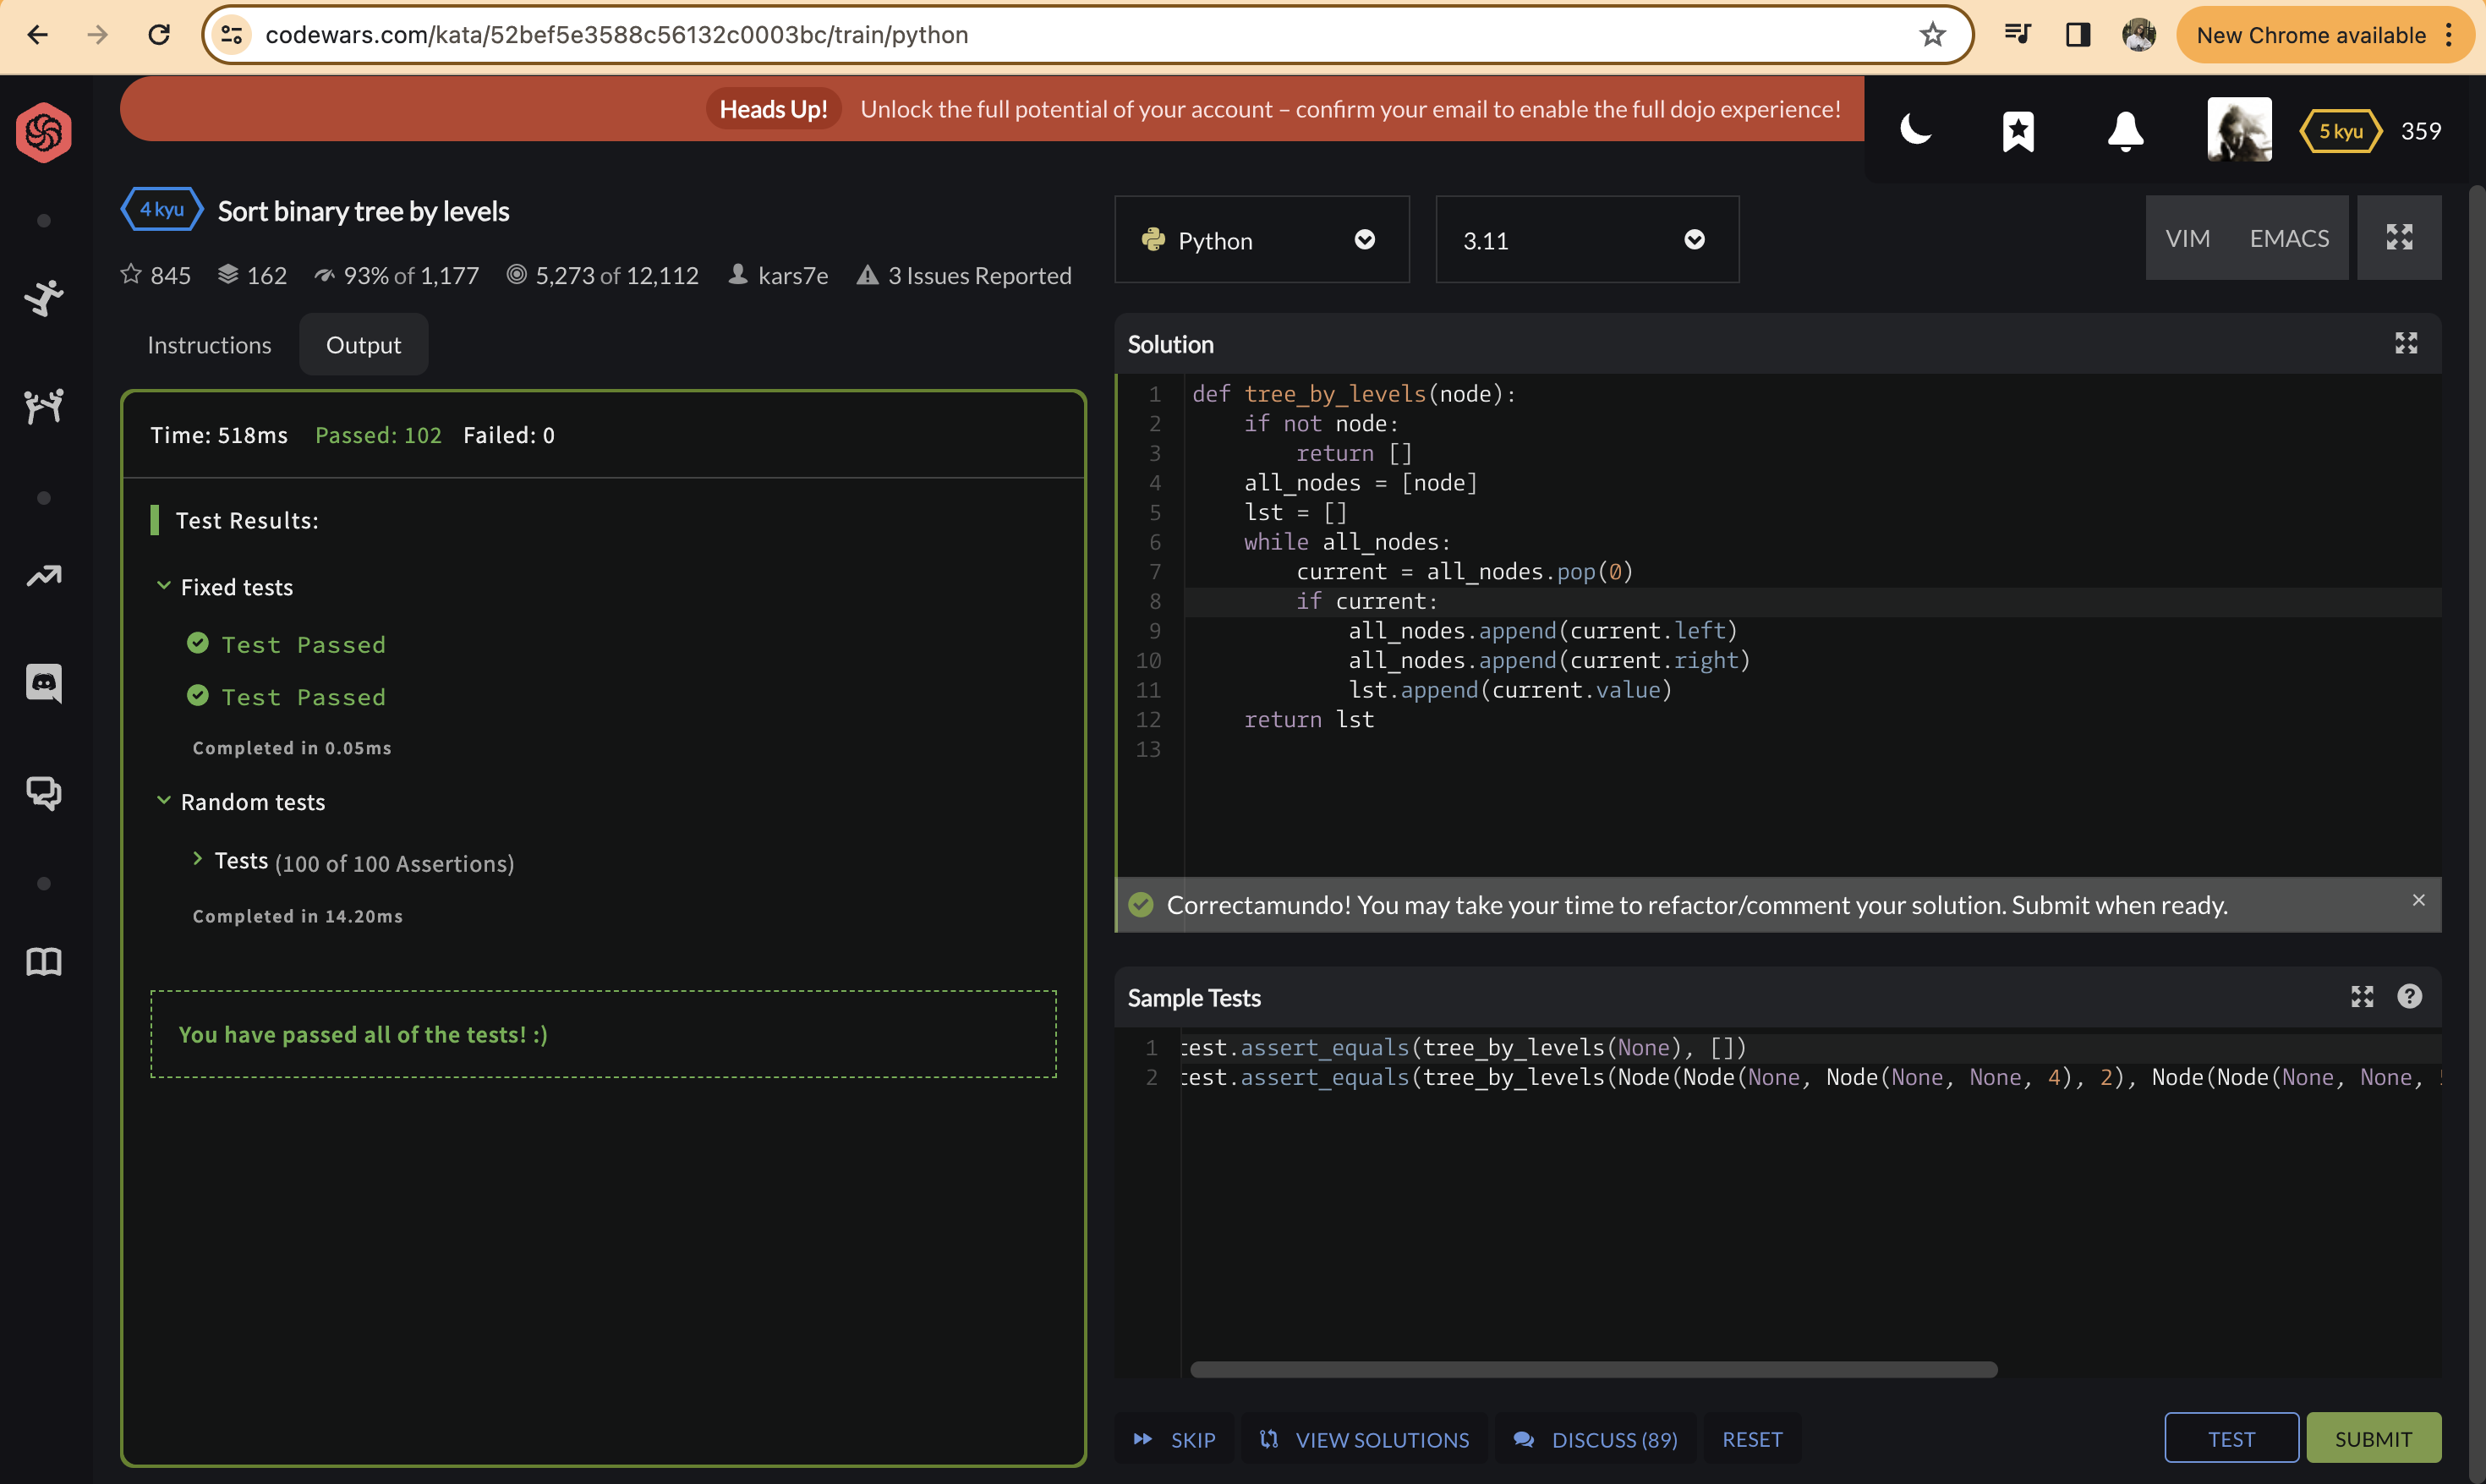 codewars.com/kata/52bef5e3588c56132c0003bc/train/python
New Chrome available
Heads Up! Unlock the full potential of your account – confirm your email to enable the full dojo experience!
5 kyu 359
4 kyu Sort binary tree by levels
845 162 93% of 1,177 5,273 of 12,112 kars7e 3 Issues Reported
Python
3.11
VIM EMACS
Instructions Output
Time: 518ms Passed: 102 Failed: 0
Test Results:
Fixed tests
Test Passed
Test Passed
Completed in 0.05ms
Random tests
Tests (100 of 100 Assertions)
Completed in 14.20ms
You have passed all of the tests! :)
Solution
1 def tree_by_levels(node):
2     if not node:
3         return []
4     all_nodes = [node]
5     lst = []
6     while all_nodes:
7         current = all_nodes.pop(0)
8         if current:
9             all_nodes.append(current.left)
10             all_nodes.append(current.right)
11             lst.append(current.value)
12     return lst
13
Correctamundo! You may take your time to refactor/comment your solution. Submit when ready.
Sample Tests
1 test.assert_equals(tree_by_levels(None), [])
2 test.assert_equals(tree_by_levels(Node(Node(None, Node(None, None, 4), 2), Node(Node(None, None,
SKIP VIEW SOLUTIONS DISCUSS (89) RESET
TEST SUBMIT